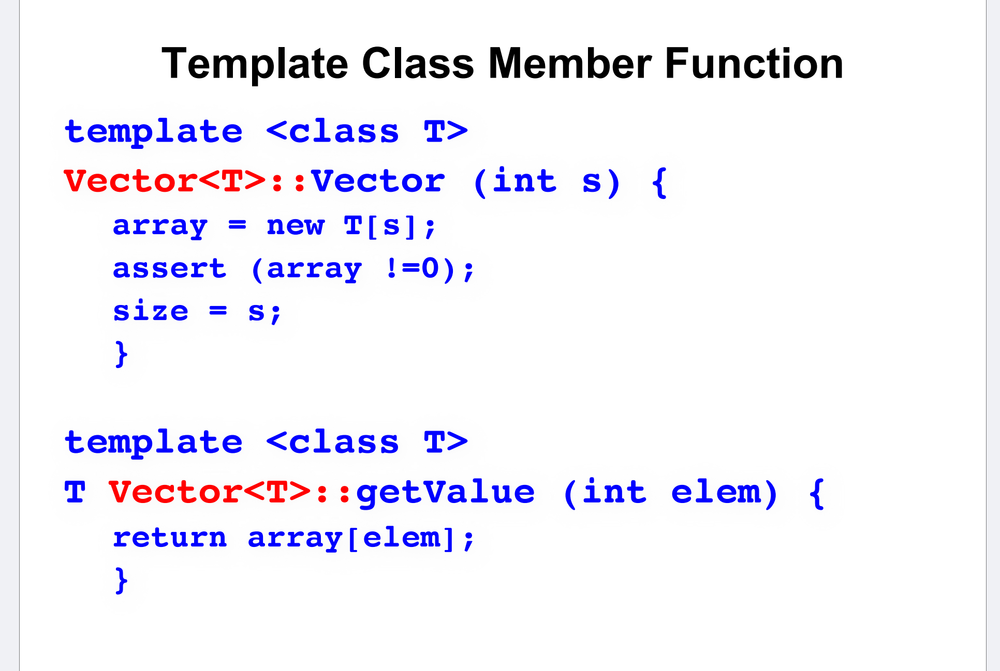 Template Class Member Function
template <class T>
Vector<T>::Vector (int s) {
array = new T[s];
assert (array !=0);
size = s;
}
template <class T>
T Vector<T>::getValue (int elem) {
return array[elem];
}